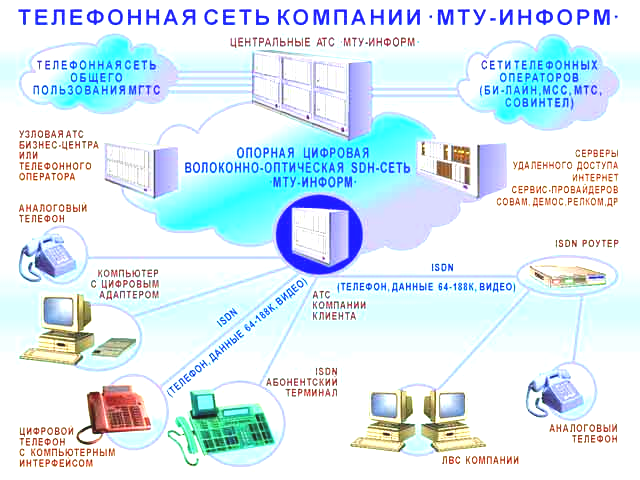 ТЕЛЕФОННАЯ СЕТЬ КОМПАНИИ ·МТУ-ИНФОРМ·
ЦЕНТРАЛЬНЫЕ АТС ·МТУ-ИНФОРМ·
ТЕЛЕФОННАЯ СЕТЬ
ОБЩЕГО
ПОЛЬЗОВАНИЯ МГТС
СЕТИ ТЕЛЕФОННЫХ
ОПЕРАТОРОВ
(БИ-ЛАЙН, МСС, МТС,
СОВИНТЕЛ)
УЗЛОВАЯ АТС
БИЗНЕС-ЦЕНТРА
ИЛИ
ТЕЛЕФОННОГО
ОПЕРАТОРА
ОПОРНАЯ ЦИФРОВАЯ
ВОЛОКОННО-ОПТИЧЕСКАЯ SDH-СЕТЬ
·МТУ-ИНФОРМ·
СЕРВЕРЫ
УДАЛЕННОГО ДОСТУПА
ИНТЕРНЕТ
СЕРВИС-ПРОВАЙДЕРОВ
СОВАМ, ДЕМОС, РЕЛКОМ, ДР
АНАЛОГОВЫЙ
ТЕЛЕФОН
ISDN РОУТЕР
КОМПЬЮТЕР
С ЦИФРОВЫМ
АДАПТЕРОМ
ISDN
(ТЕЛЕФОН, ДАННЫЕ 64-188К, ВИДЕО)
ISDN
(ТЕЛЕФОН, ДАННЫЕ 64-188К, ВИДЕО)
АТС
КОМПАНИИ
КЛИЕНТА
ISDN
АБОНЕНТСКИЙ
ТЕРМИНАЛ
ЦИФРОВОЙ
ТЕЛЕФОН
С КОМПЬЮТЕРНЫМ
ИНТЕРФЕЙСОМ
ЛВС КОМПАНИИ
АНАЛОГОВЫЙ
ТЕЛЕФОН